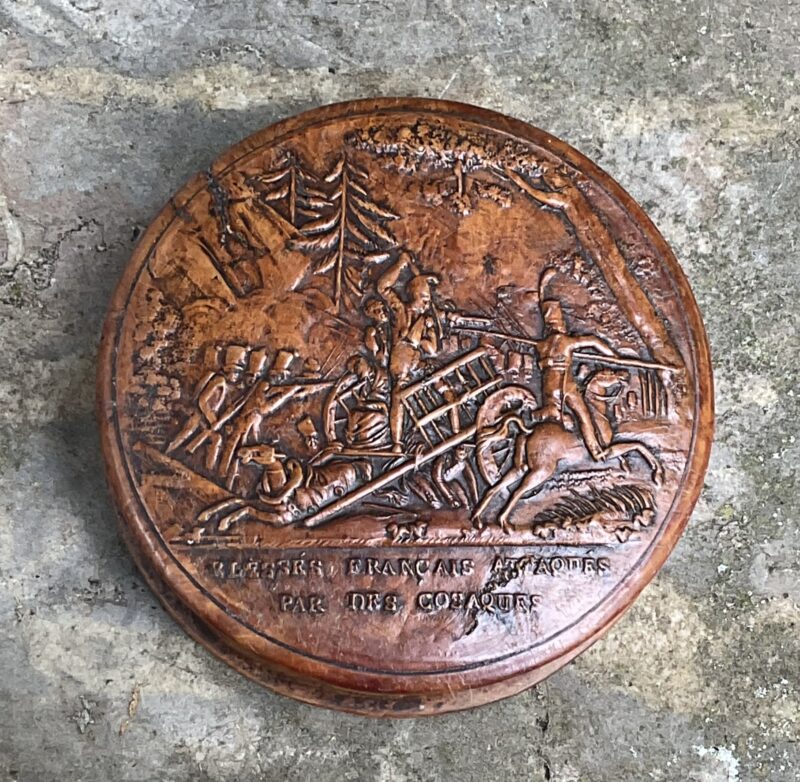 BLESSÉS FRANÇAIS ATTAQUÉS
PAR DES COSAQUES